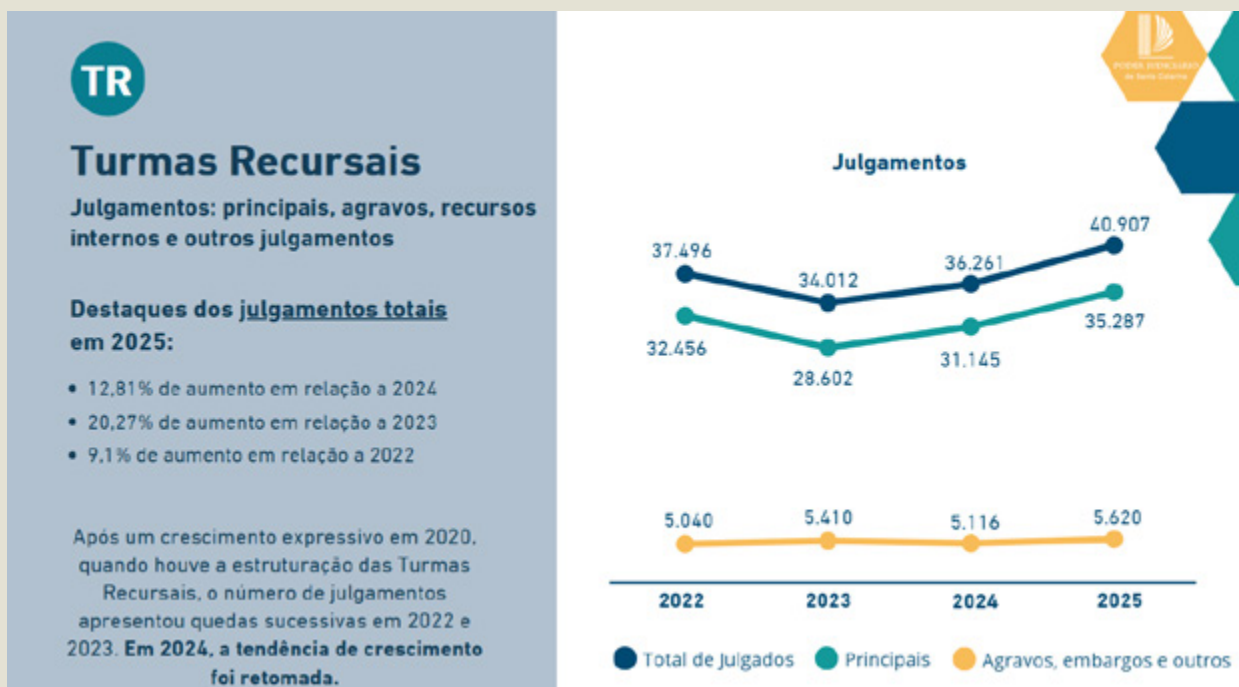 TR
Turmas Recursais
Julgamentos: principais, agravos, recursos
internos e outros julgamentos
Destaques dos julgamentos totais
em 2025:
• 12,81% de aumento em relação a 2024
• 20,27% de aumento em relação a 2023
• 9,1% de aumento em relação a 2022
Após um crescimento expressivo em 2020,
quando houve a estruturação das Turmas
Recursais, o número de julgamentos
apresentou quedas sucessivas em 2022 e
2023. Em 2024, a tendência de crescimento
foi retomada.
PODER JUDICIÁRIO
de Santa Catarina
Julgamentos
37.496
34.012
36.261
40.907
32.456
28.602
31.145
35.287
5.040
5.410
5.116
5.620
2022
2023
2024
2025
Total de Julgados
Principais
Agravos, embargos e outros